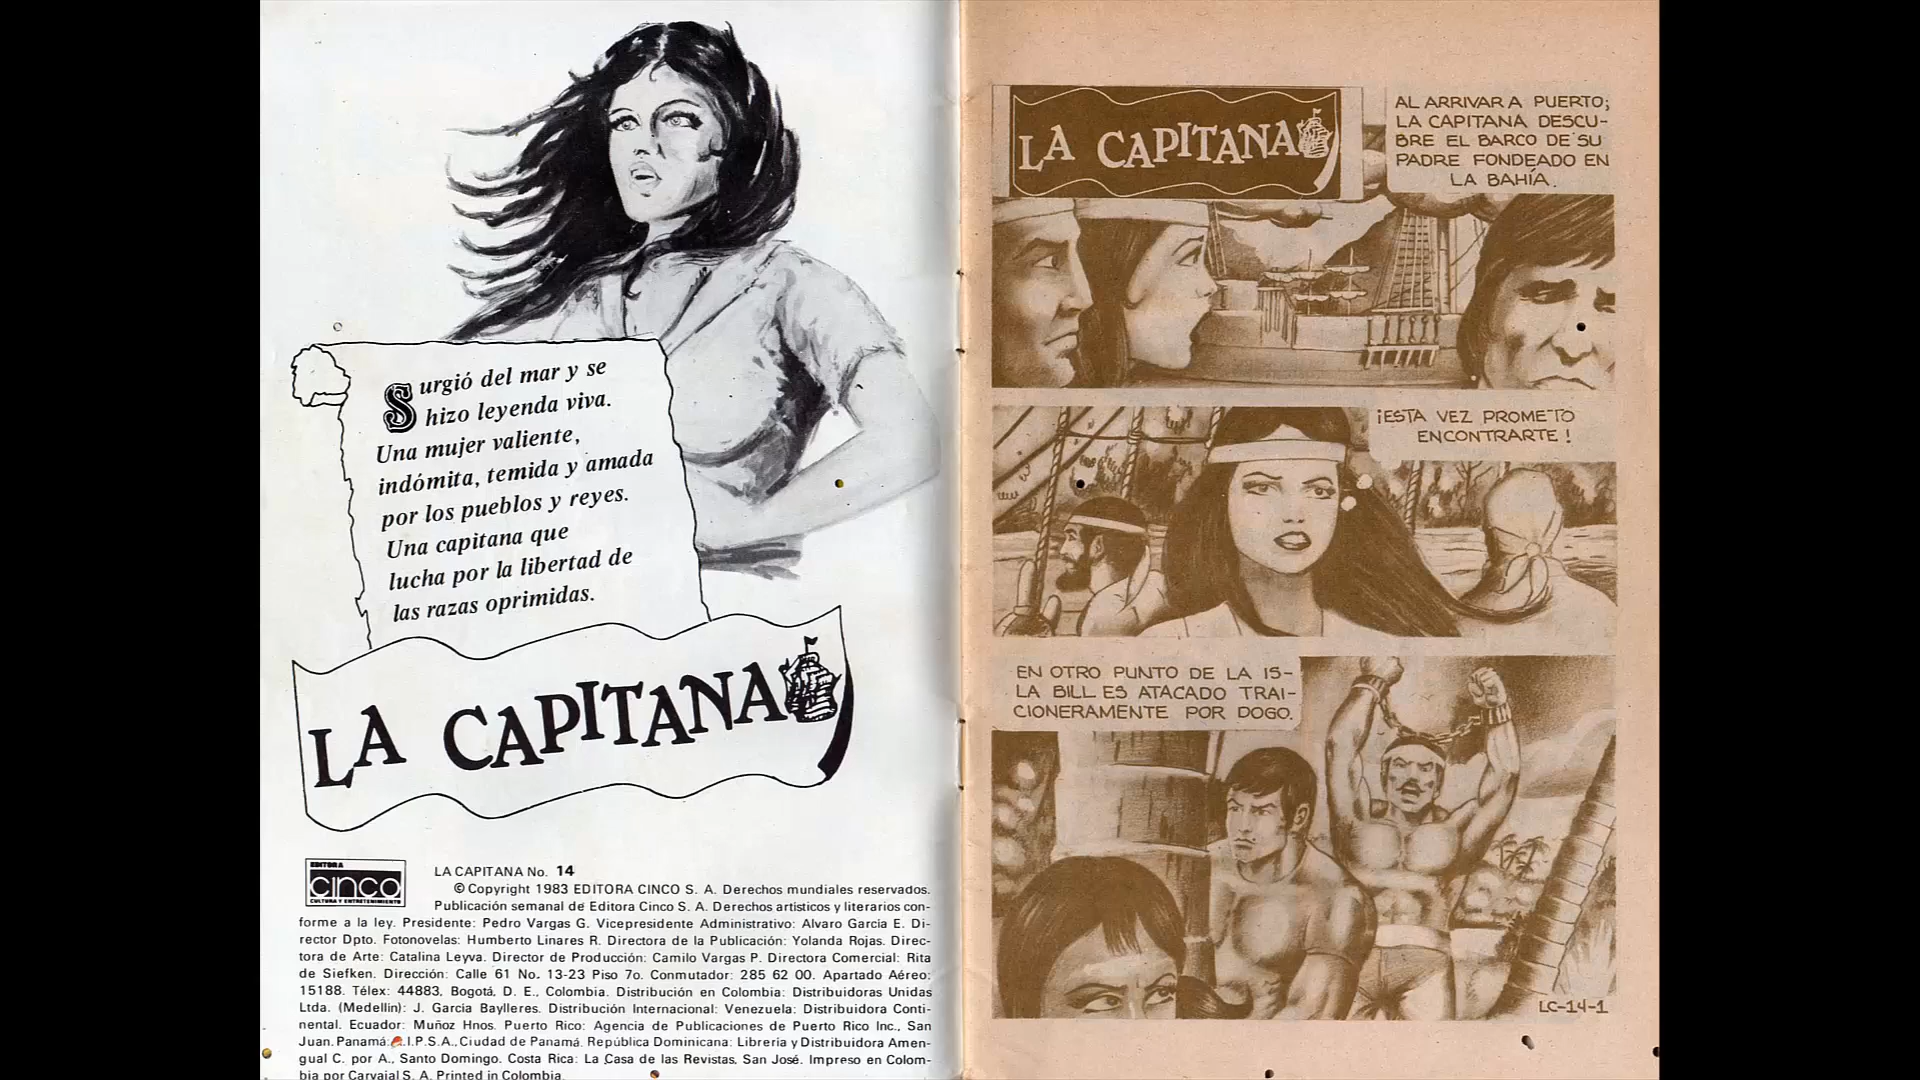 Surgió del mar y se
hizo leyenda viva.
Una mujer valiente,
indómita, temida y amada
por los pueblos y reyes.
Una capitana que
lucha por la libertad de
las razas oprimidas.
LA CAPITANA
EDITORA
CINCO
CULTURA Y ENTRETENIMIENTO
LA CAPITANA No. 14
© Copyright 1983 EDITORA CINCO S. A. Derechos mundiales reservados.
Publicación semanal de Editora Cinco S. A. Derechos artisticos y literarios con-
forme a la ley. Presidente: Pedro Vargas G. Vicepresidente Administrativo: Alvaro García E. Di-
rector Dpto. Fotonovelas: Humberto Linares R. Directora de la Publicación: Yolanda Rojas. Direc-
tora de Arte: Catalina Leyva. Director de Producción: Camilo Vargas P. Directora Comercial: Rita
de Siefken. Dirección: Calle 61 No. 13-23 Piso 7o. Conmutador: 285 62 00. Apartado Aéreo:
15188. Télex: 44883. Bogotá, D. E., Colombia. Distribución en Colombia: Distribuidoras Unidas
Ltda. (Medellin): J. García Baylleres. Distribución Internacional: Venezuela: Distribuidora Conti-
nental. Ecuador: Muñoz Hnos. Puerto Rico: Agencia de Publicaciones de Puerto Rico Inc., San
Juan. Panamá: .I.P.S.A., Ciudad de Panamá. República Dominicana: Librería y Distribuidora Amen-
gual C. por A., Santo Domingo. Costa Rica: La Casa de las Revistas. San José. Impreso en Colom-
bia por Carvajal S. A. Printed in Colombia.
LA CAPITANA
AL ARRIVAR A PUERTO;
LA CAPITANA DESCU-
BRE EL BARCO DE SU
PADRE FONDEADO EN
LA BAHÍA.
¡ESTA VEZ PROMETO
ENCONTRARTE!
EN OTRO PUNTO DE LA IS-
LA BILL ES ATACADO TRAI-
CIONERAMENTE POR DOGO.
LC-14-1